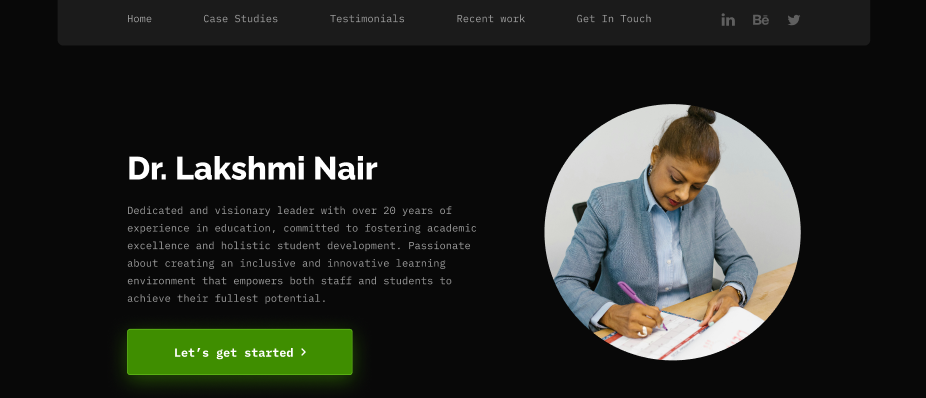 Home Case Studies Testimonials Recent work Get In Touch in Bē
Dr. Lakshmi Nair
Dedicated and visionary leader with over 20 years of
experience in education, committed to fostering academic
excellence and holistic student development. Passionate
about creating an inclusive and innovative learning
environment that empowers both staff and students to
achieve their fullest potential.
Let’s get started >